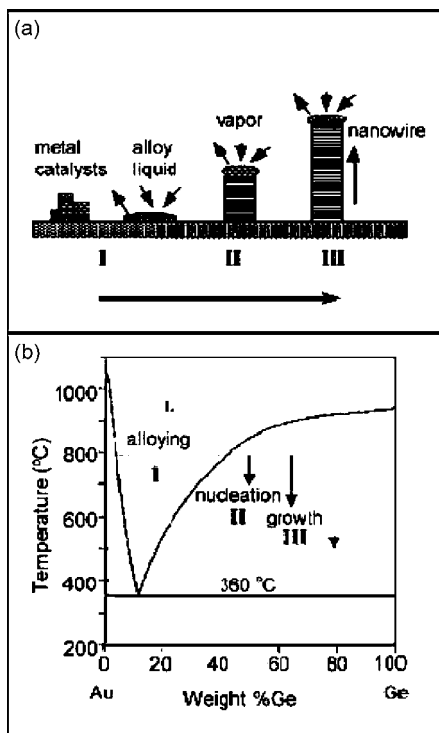 (a)
vapor
nanowire
metal alloy
catalysts liquid
I II III
(b)
1000
800
600
400
200
Temperature (ºC)
L
alloying
I
nucleation
II
growth
III
360 °C
0 20 40 60 80 100
Au Weight %Ge Ge